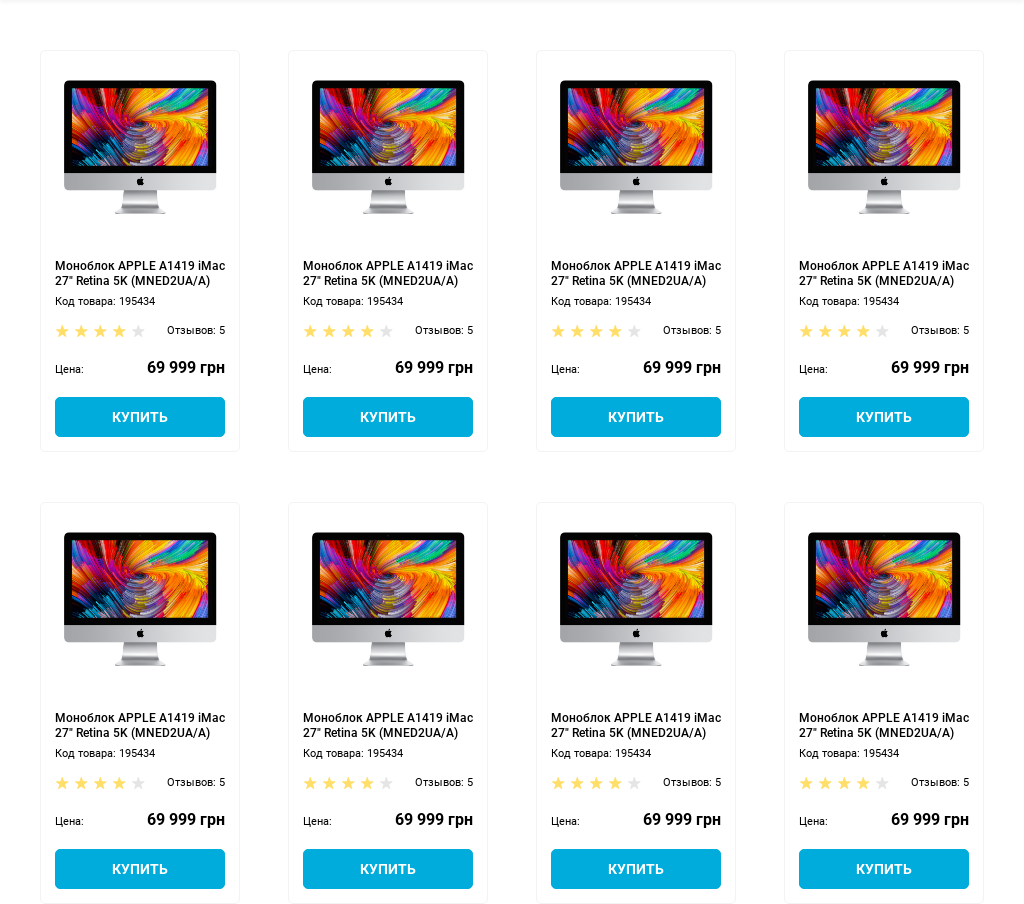 Моноблок APPLE A1419 iMac
27" Retina 5K (MNED2UA/A)
Код товара: 195434
Отзывов: 5
Цена: 69 999 грн
КУПИТЬ
Моноблок APPLE A1419 iMac
27" Retina 5K (MNED2UA/A)
Код товара: 195434
Отзывов: 5
Цена: 69 999 грн
КУПИТЬ
Моноблок APPLE A1419 iMac
27" Retina 5K (MNED2UA/A)
Код товара: 195434
Отзывов: 5
Цена: 69 999 грн
КУПИТЬ
Моноблок APPLE A1419 iMac
27" Retina 5K (MNED2UA/A)
Код товара: 195434
Отзывов: 5
Цена: 69 999 грн
КУПИТЬ
Моноблок APPLE A1419 iMac
27" Retina 5K (MNED2UA/A)
Код товара: 195434
Отзывов: 5
Цена: 69 999 грн
КУПИТЬ
Моноблок APPLE A1419 iMac
27" Retina 5K (MNED2UA/A)
Код товара: 195434
Отзывов: 5
Цена: 69 999 грн
КУПИТЬ
Моноблок APPLE A1419 iMac
27" Retina 5K (MNED2UA/A)
Код товара: 195434
Отзывов: 5
Цена: 69 999 грн
КУПИТЬ
Моноблок APPLE A1419 iMac
27" Retina 5K (MNED2UA/A)
Код товара: 195434
Отзывов: 5
Цена: 69 999 грн
КУПИТЬ